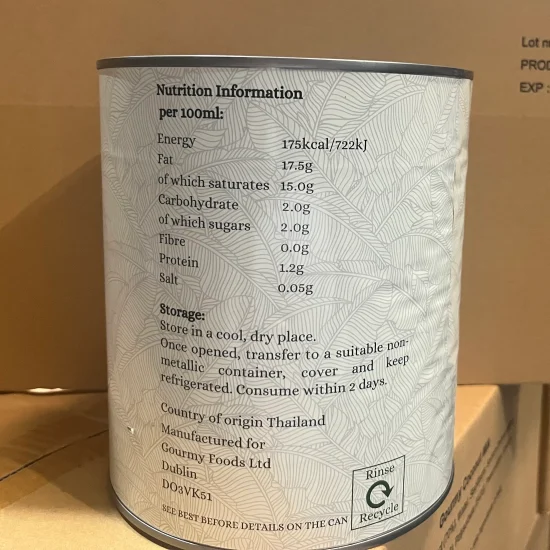 Nutrition Information
per 100ml:
Energy 175kcal/722kJ
Fat 17.5g
of which saturates 15.0g
Carbohydrate 2.0g
of which sugars 2.0g
Fibre 0.0g
Protein 1.2g
Salt 0.05g
Storage:
Store in a cool, dry place.
Once opened, transfer to a suitable non-
metallic container, cover and keep
refrigerated. Consume within 2 days.
Country of origin Thailand
Manufactured for
Gourmy Foods Ltd
Dublin
DO3VK51
SEE BEST BEFORE DETAILS ON THE CAN
Rinse
Recycle
Lot
PROD
EXP :
Gourmy Coconut